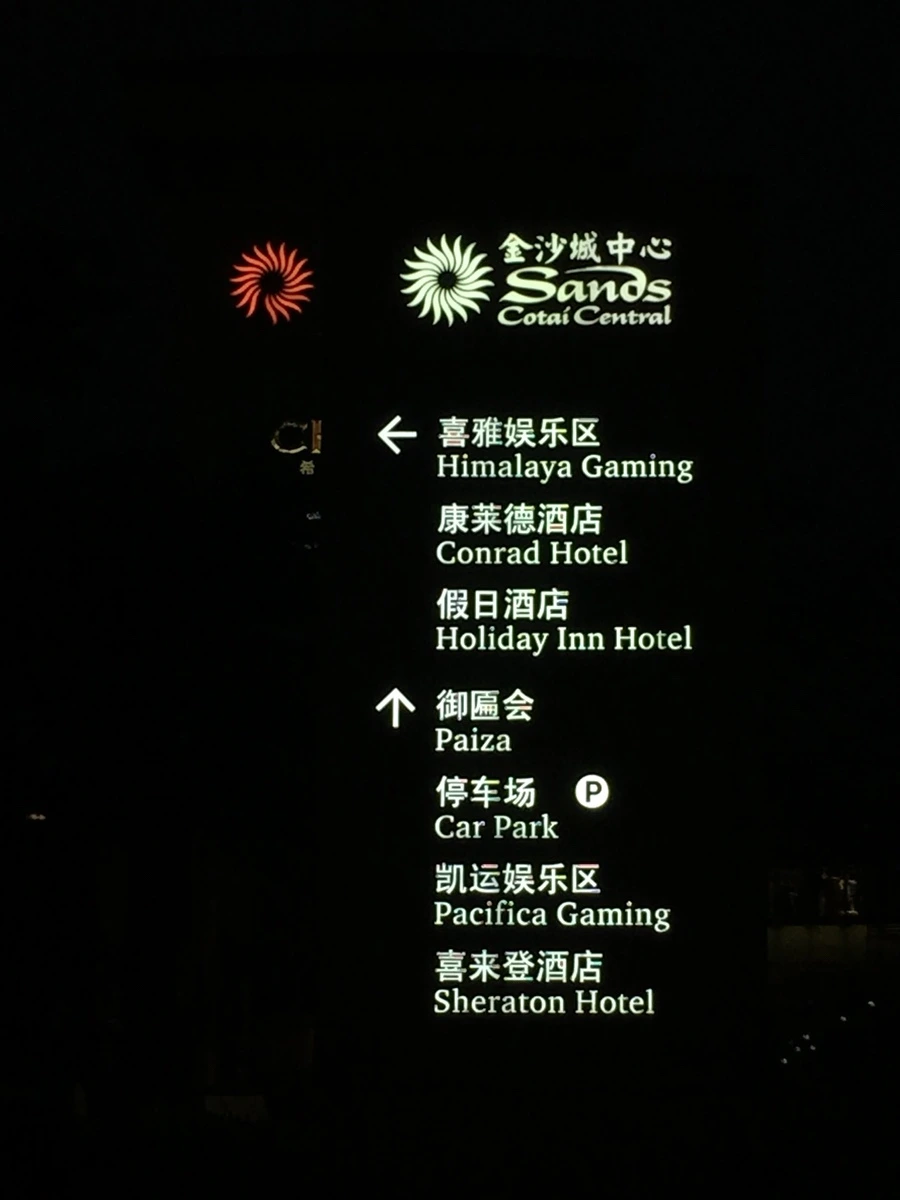 金沙城中心
Sands
Cotai Central
喜雅娱乐区
Himalaya Gaming
康莱德酒店
Conrad Hotel
假日酒店
Holiday Inn Hotel
御匾会
Paiza
停车场 P
Car Park
凯运娱乐区
Pacifica Gaming
喜来登酒店
Sheraton Hotel